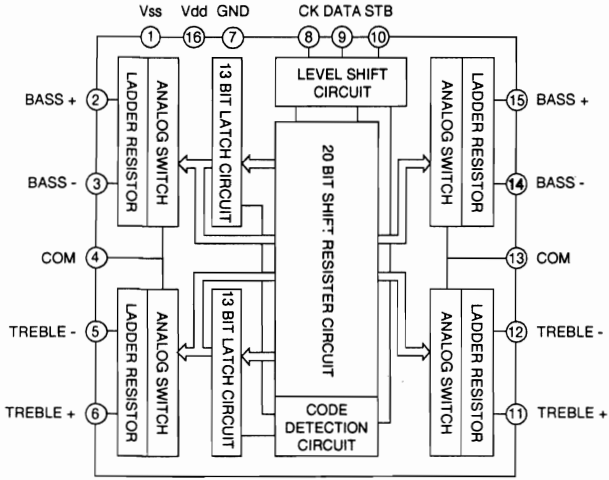 Vss Vdd GND CK DATA STB
1 16 7 8 9 10
LEVEL SHIFT
CIRCUIT
BASS + 2
BASS - 3
COM 4
TREBLE - 5
TREBLE + 6
LADDER RESISTOR
ANALOG SWITCH
13 BIT LATCH CIRCUIT
20 BIT SHIFT RESISTER CIRCUIT
ANALOG SWITCH
LADDER RESISTOR
15 BASS +
14 BASS -
13 COM
LADDER RESISTOR
ANALOG SWITCH
13 BIT LATCH CIRCUIT
CODE
DETECTION
CIRCUIT
ANALOG SWITCH
LADDER RESISTOR
12 TREBLE -
11 TREBLE +